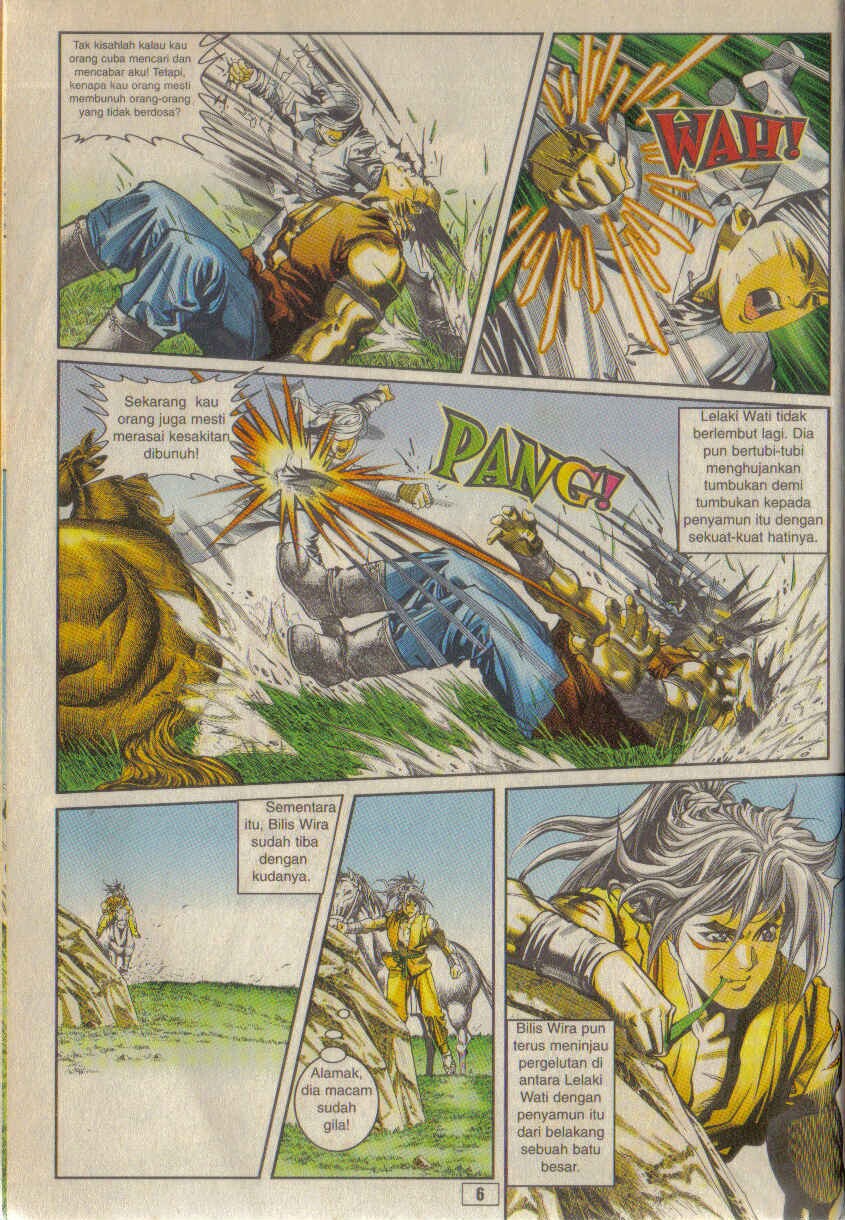 Tak kisahlah kalau kau
orang cuba mencari dan
mencabar aku! Tetapi,
kenapa kau orang mesti
membunuh orang-orang
yang tidak berdosa?
WAH!
Sekarang kau
orang juga mesti
merasai kesakitan
dibunuh!
PANG!
Lelaki Wati tidak
berlembut lagi. Dia
pun bertubi-tubi
menghujankan
tumbukan demi
tumbukan kepada
penyamun itu dengan
sekuat-kuat hatinya.
Sementara
itu, Bilis Wira
sudah tiba
dengan
kudanya.
Alamak,
dia macam
sudah
gila!
Bilis Wira pun
terus meninjau
pergelutan di
antara Lelaki
Wati dengan
penyamun itu
dari belakang
sebuah batu
besar.
6